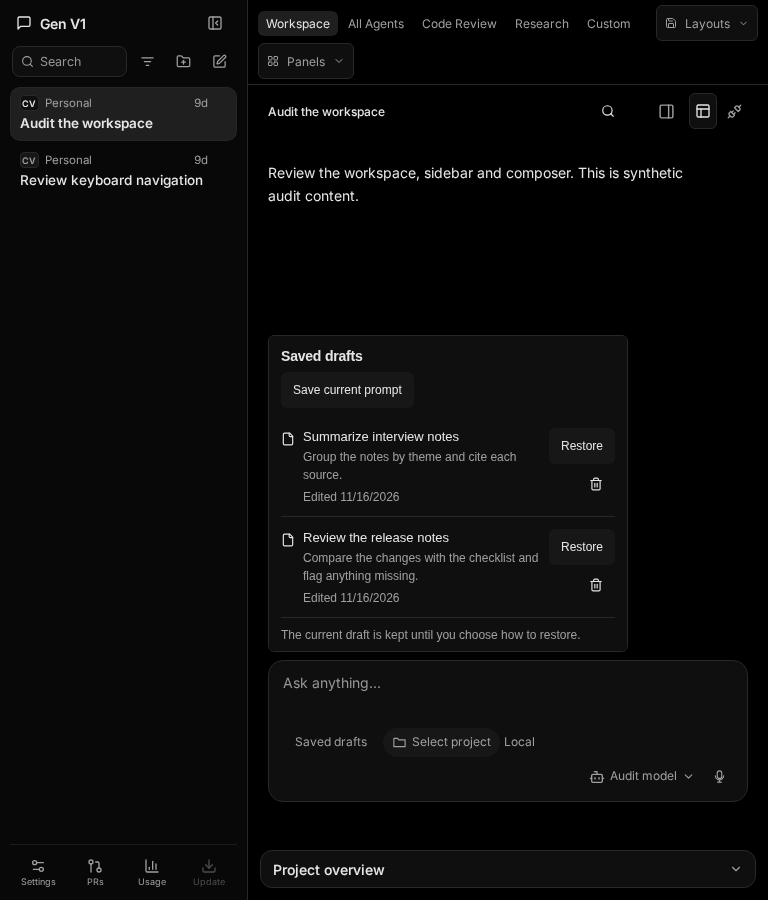 Gen V1
Search
CV Personal 9d
Audit the workspace
CV Personal 9d
Review keyboard navigation
Settings
PRs
Usage
Update
Workspace
All Agents
Code Review
Research
Custom
Layouts
Panels
Audit the workspace
Review the workspace, sidebar and composer. This is synthetic
audit content.
Saved drafts
Save current prompt
Summarize interview notes
Group the notes by theme and cite each
source.
Edited 11/16/2026
Restore
Review the release notes
Compare the changes with the checklist and
flag anything missing.
Edited 11/16/2026
Restore
The current draft is kept until you choose how to restore.
Ask anything...
Saved drafts
Select project
Local
Audit model
Project overview